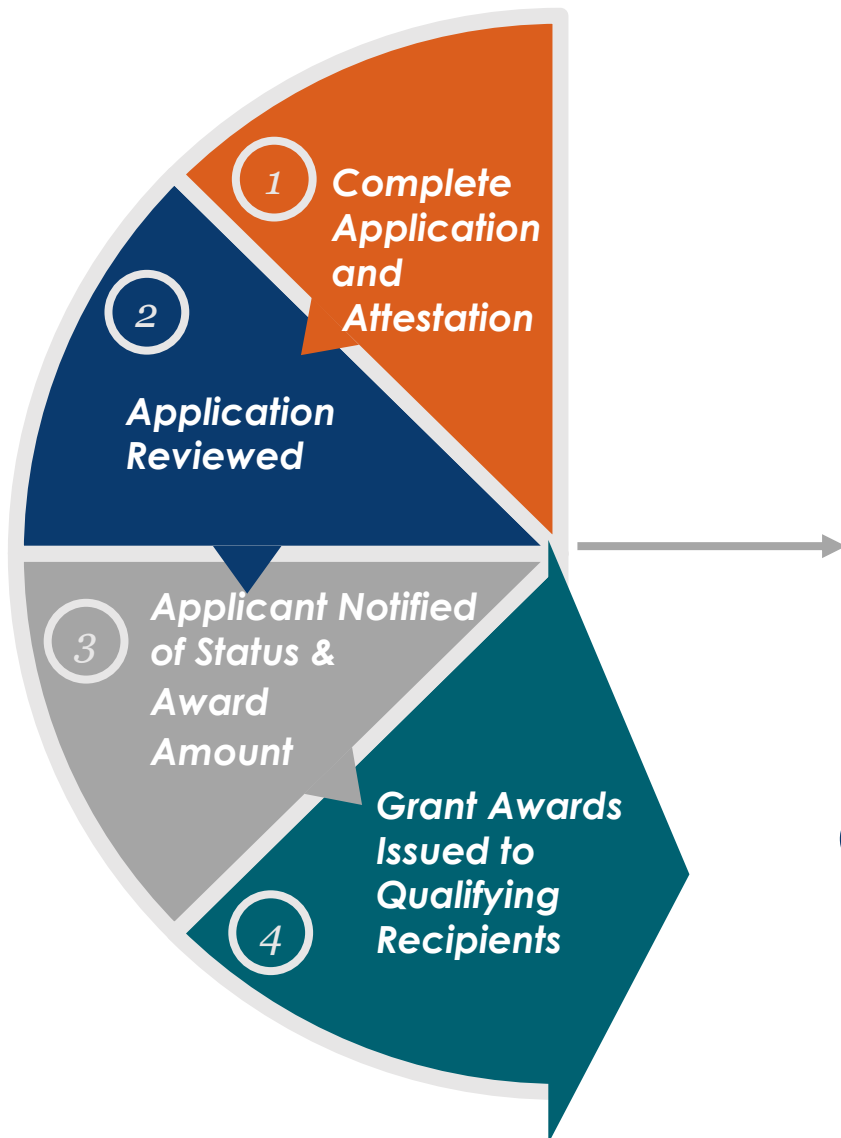 1
Complete
Application
and
Attestation
2
Application
Reviewed
3
Applicant Notified
of Status &
Award
Amount
4
Grant Awards
Issued to
Qualifying
Recipients